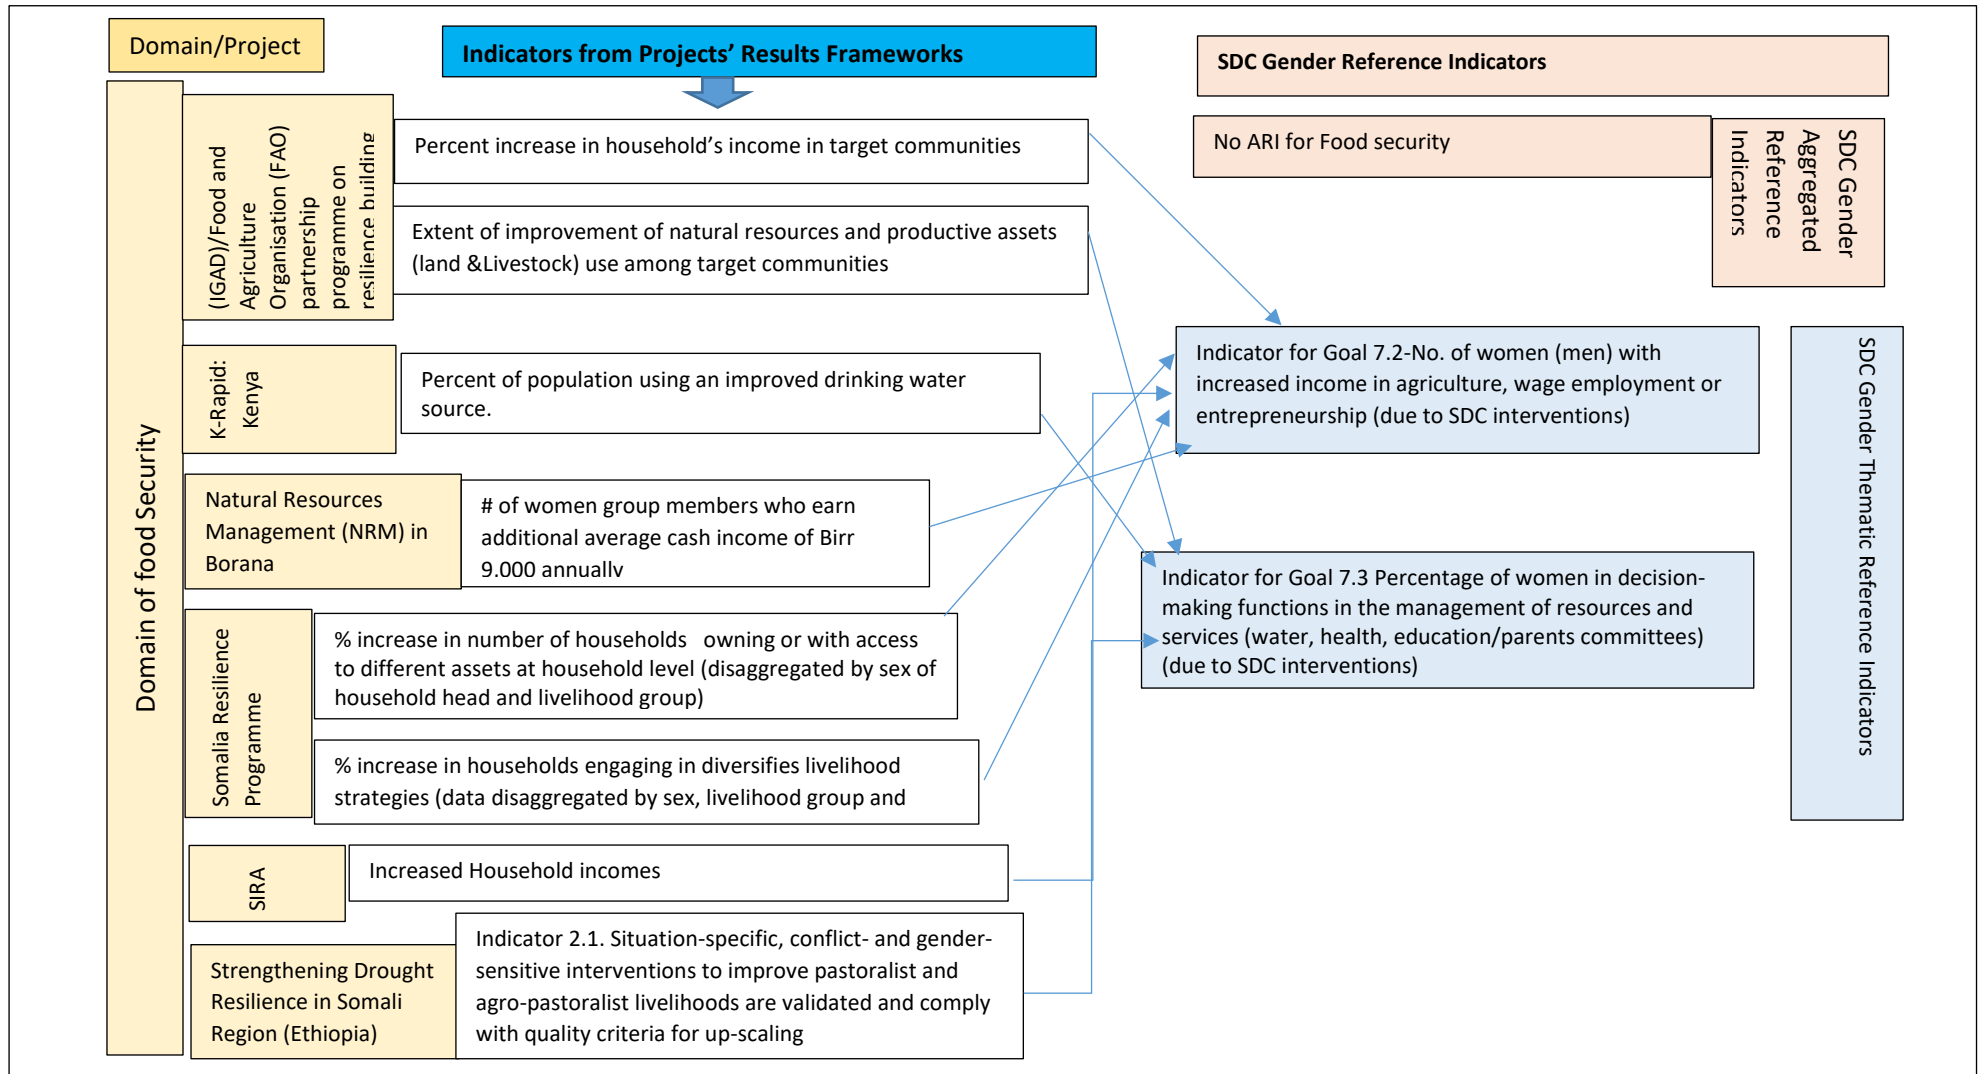 Domain/Project
Indicators from Projects’ Results Frameworks
SDC Gender Reference Indicators
Domain of food Security
(IGAD)/Food and
Agriculture
Organisation (FAO)
partnership
programme on
resilience building
Percent increase in household’s income in target communities
Extent of improvement of natural resources and productive assets
(land &Livestock) use among target communities
No ARI for Food security
SDC Gender
Aggregated
Reference
Indicators
K-Rapid:
Kenya
Percent of population using an improved drinking water
source.
Indicator for Goal 7.2-No. of women (men) with
increased income in agriculture, wage employment or
entrepreneurship (due to SDC interventions)
SDC Gender Thematic Reference Indicators
Natural Resources
Management (NRM) in
Borana
# of women group members who earn
additional average cash income of Birr
9.000 annually
Indicator for Goal 7.3 Percentage of women in decision-
making functions in the management of resources and
services (water, health, education/parents committees)
(due to SDC interventions)
Somalia Resilience
Programme
% increase in number of households owning or with access
to different assets at household level (disaggregated by sex of
household head and livelihood group)
% increase in households engaging in diversifies livelihood
strategies (data disaggregated by sex, livelihood group and
SIRA
Increased Household incomes
Strengthening Drought
Resilience in Somali
Region (Ethiopia)
Indicator 2.1. Situation-specific, conflict- and gender-
sensitive interventions to improve pastoralist and
agro-pastoralist livelihoods are validated and comply
with quality criteria for up-scaling